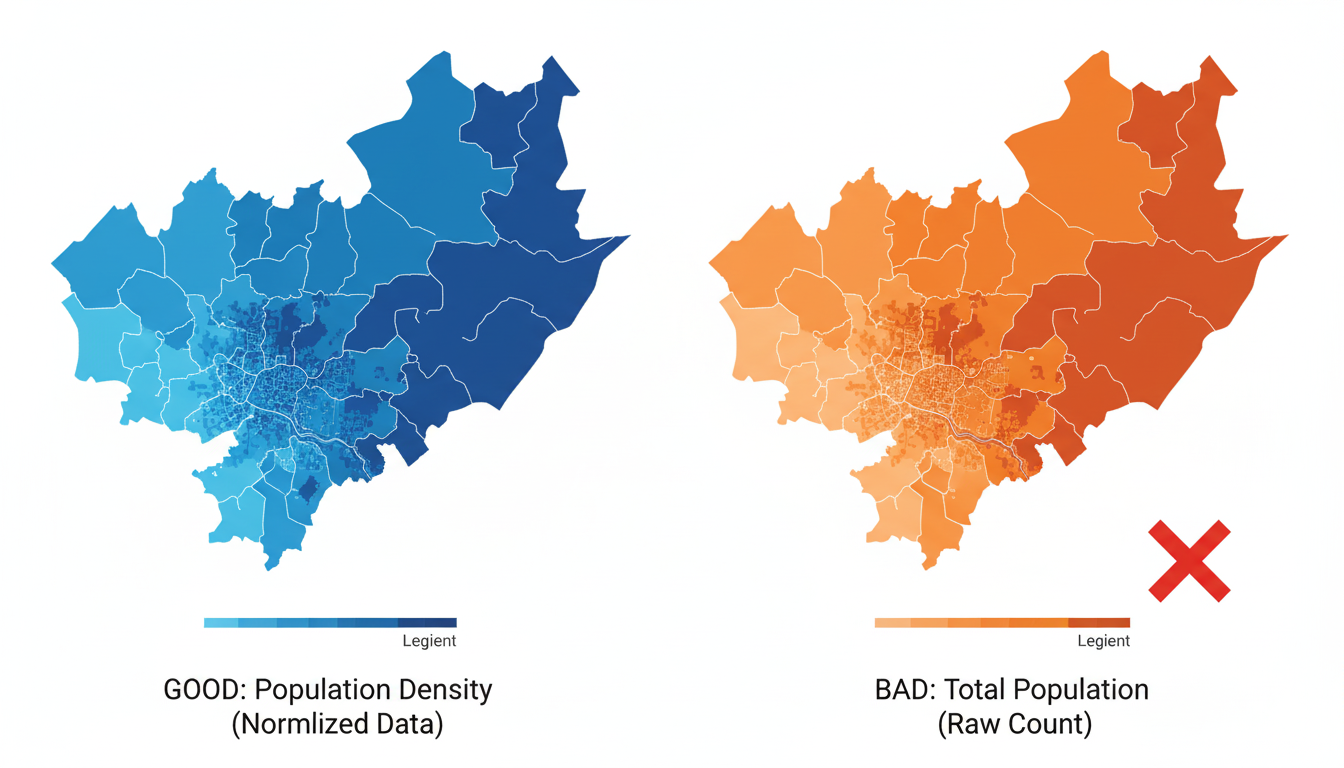 Legient
GOOD: Population Density
(Normlized Data)
Legient
BAD: Total Population
(Raw Count)